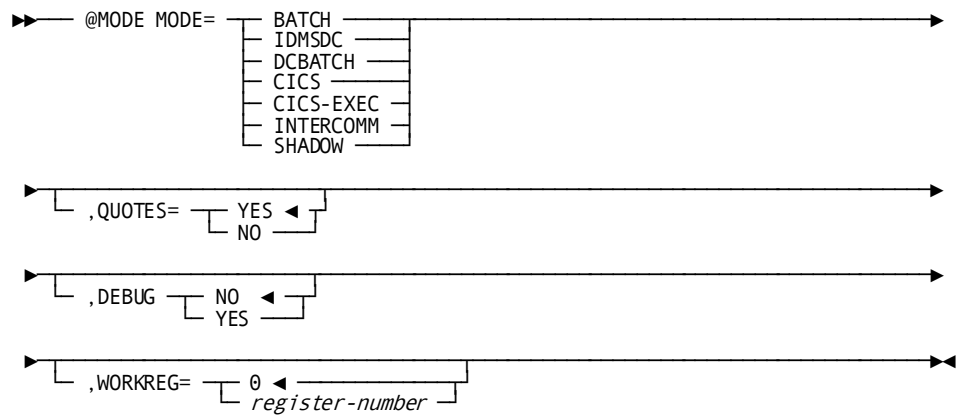 @MODE MODE= BATCH
IDMSDC
DCBATCH
CICS
CICS-EXEC
INTERCOMM
SHADOW
,QUOTES= YES
NO
,DEBUG NO
YES
,WORKREG= 0
register-number